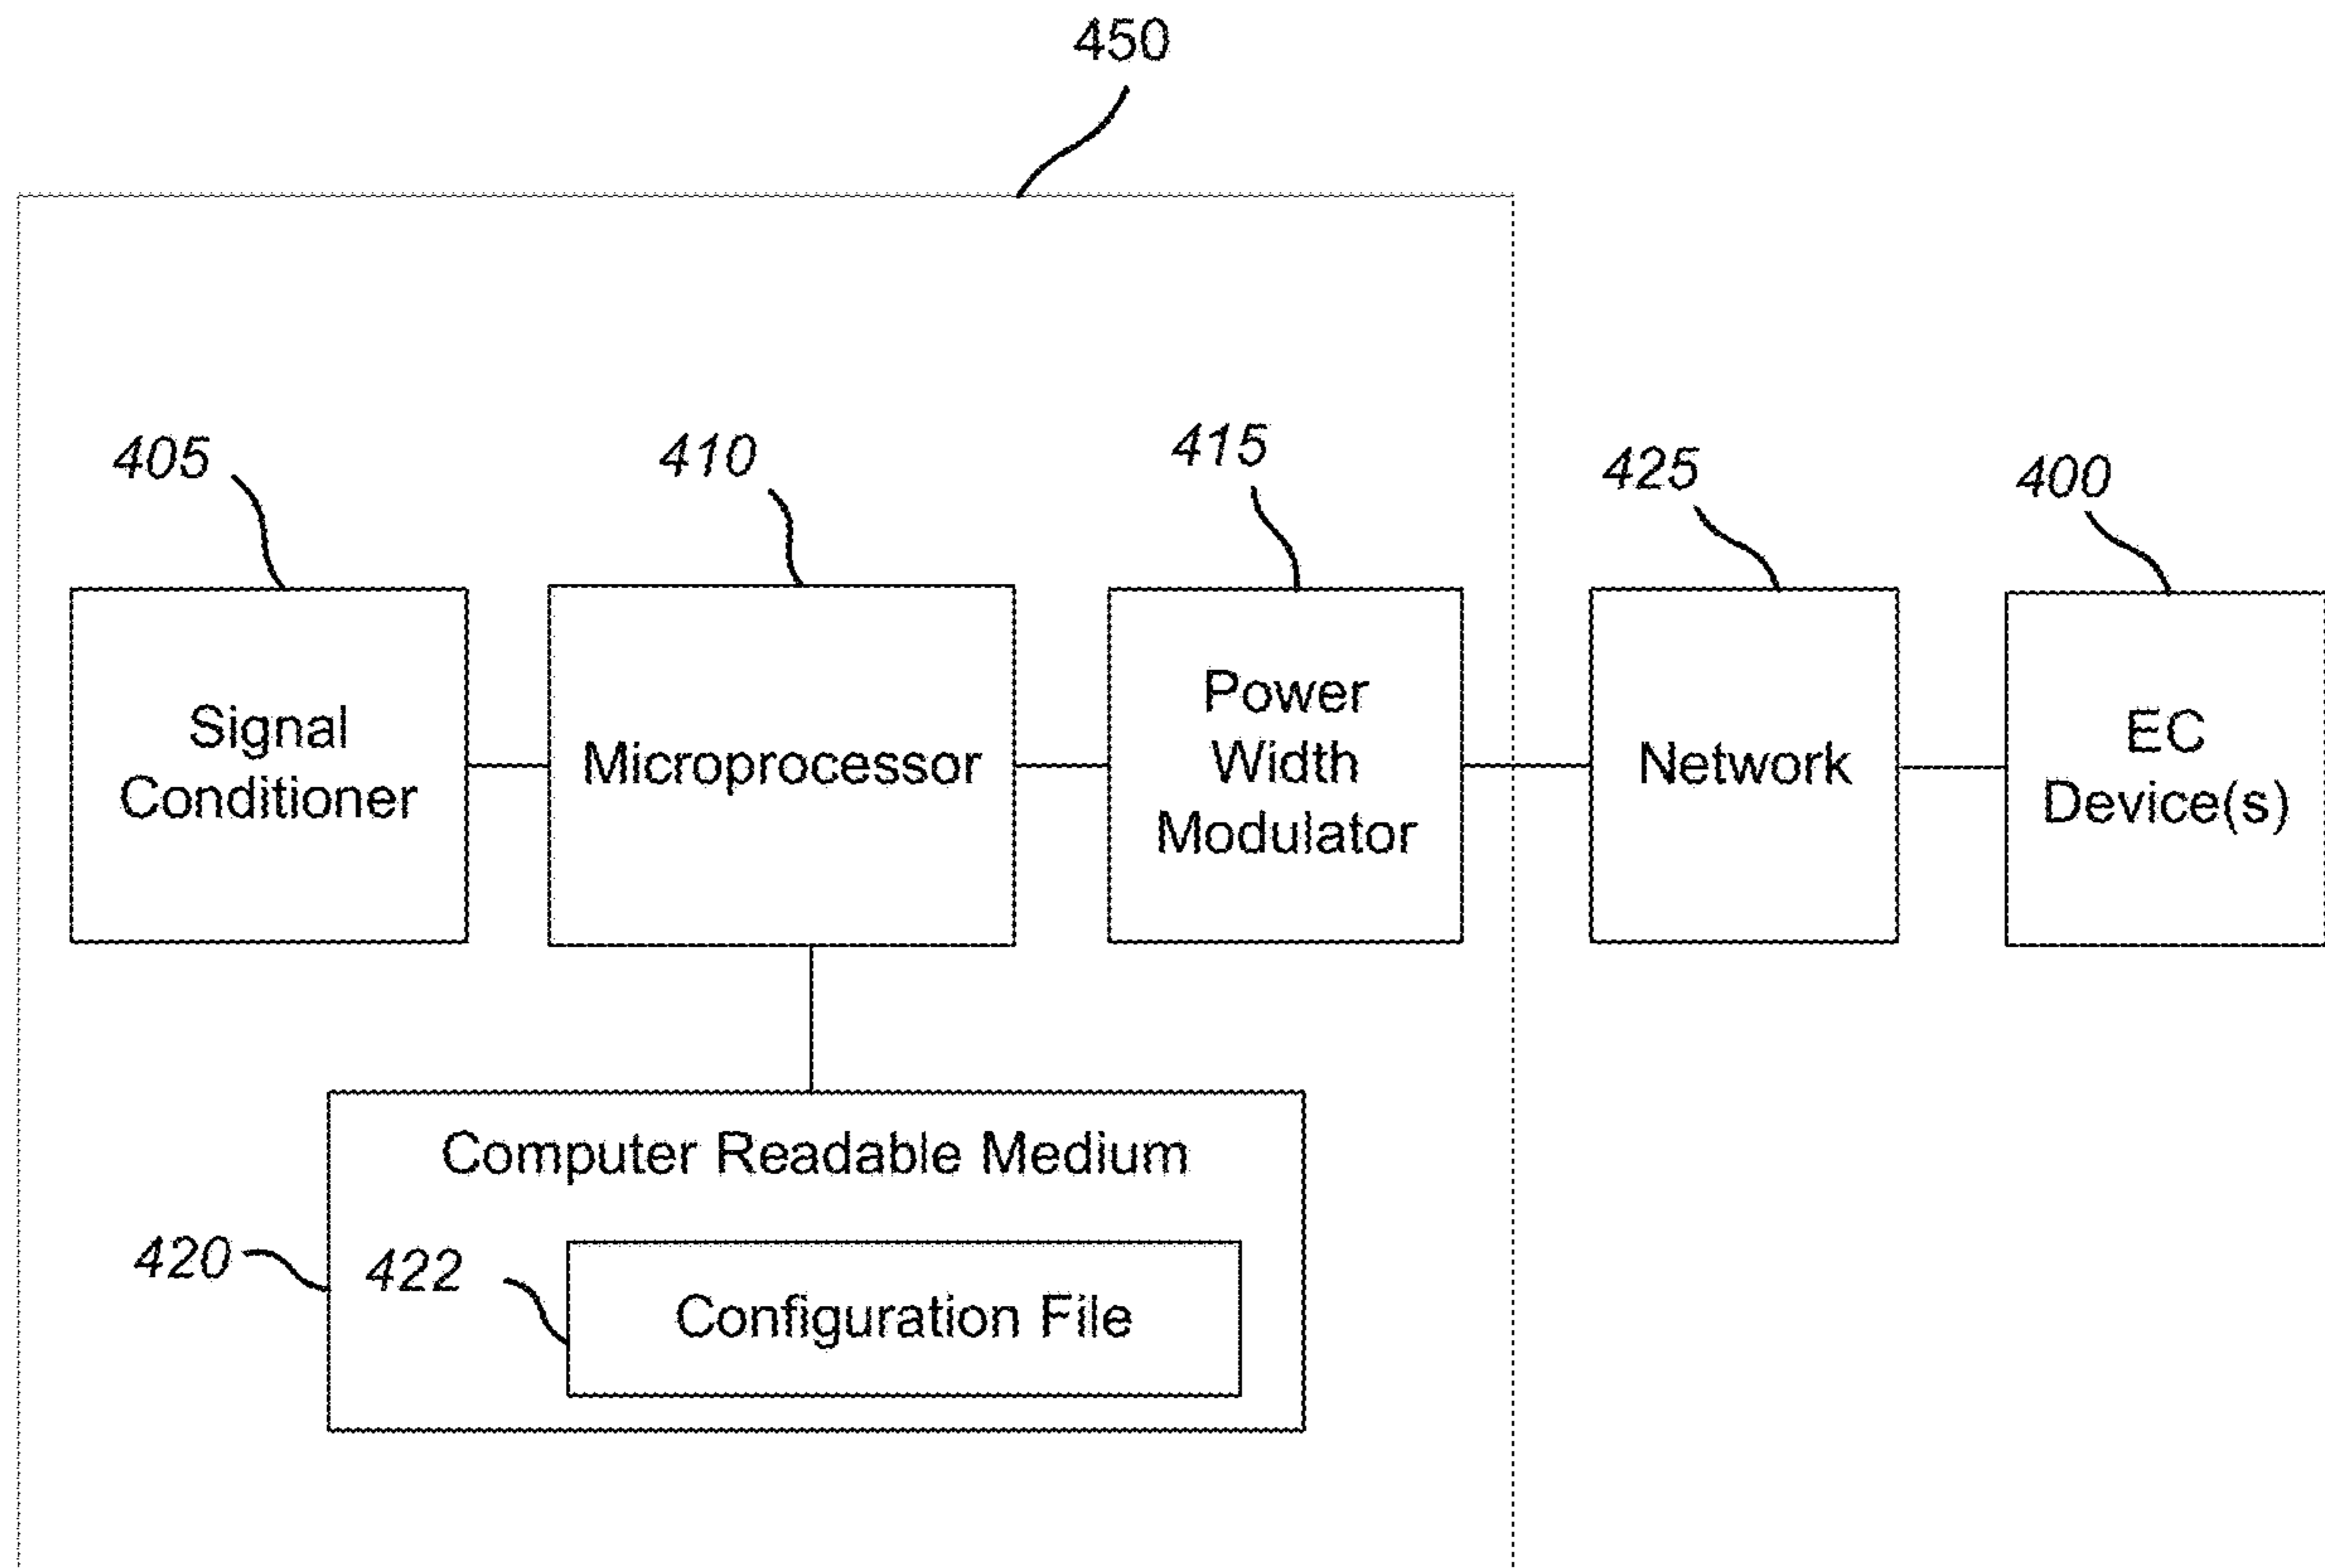 450
405
410
415
425
400
Signal
Conditioner
Microprocessor
Power
Width
Modulator
Network
EC
Device(s)
Computer Readable Medium
420
422
Configuration File